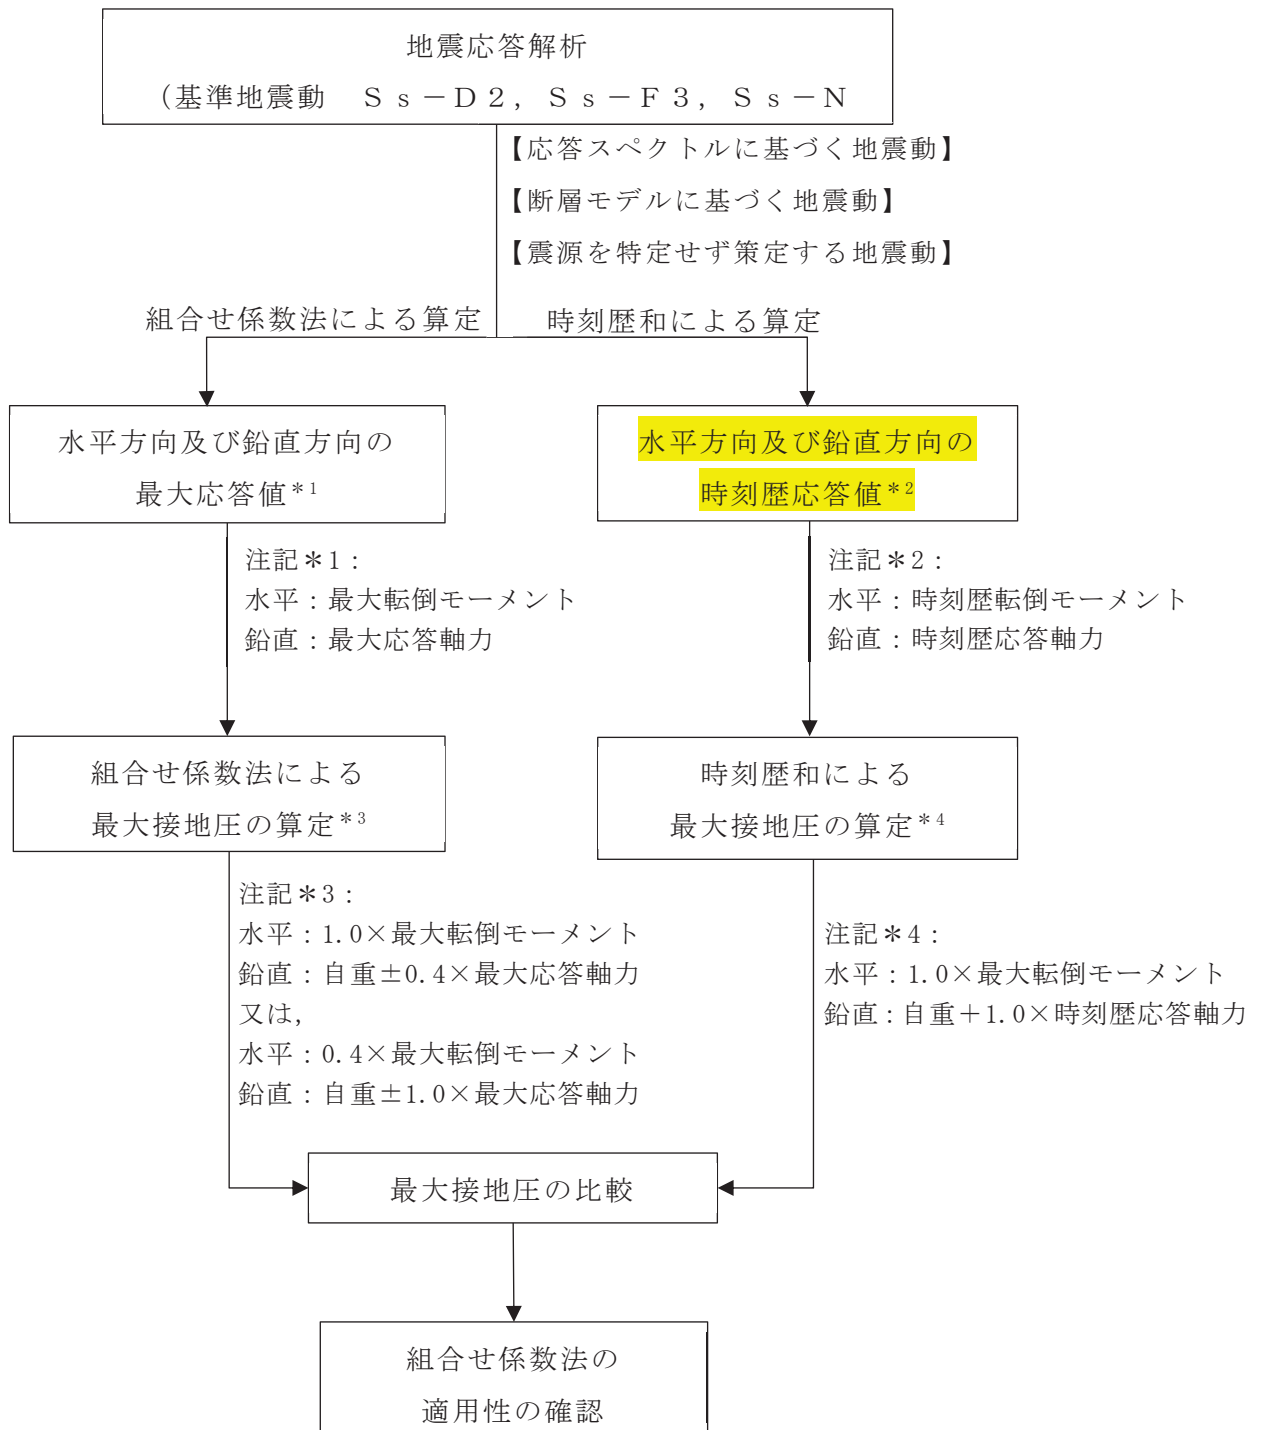 地震応答解析
（基準地震動　Ｓｓ－Ｄ２，Ｓｓ－Ｆ３，Ｓｓ－Ｎ
【応答スペクトルに基づく地震動】
【断層モデルに基づく地震動】
【震源を特定せず策定する地震動】
組合せ係数法による算定
時刻歴和による算定
水平方向及び鉛直方向の
最大応答値*1
水平方向及び鉛直方向の
時刻歴応答値*2
注記＊1：
水平：最大転倒モーメント
鉛直：最大応答軸力
注記＊2：
水平：時刻歴転倒モーメント
鉛直：時刻歴応答軸力
組合せ係数法による
最大接地圧の算定*3
時刻歴和による
最大接地圧の算定*4
注記＊3：
水平：1.0×最大転倒モーメント
鉛直：自重±0.4×最大応答軸力
又は，
水平：0.4×最大転倒モーメント
鉛直：自重±1.0×最大応答軸力
注記＊4：
水平：1.0×最大転倒モーメント
鉛直：自重＋1.0×時刻歴応答軸力
最大接地圧の比較
組合せ係数法の
適用性の確認